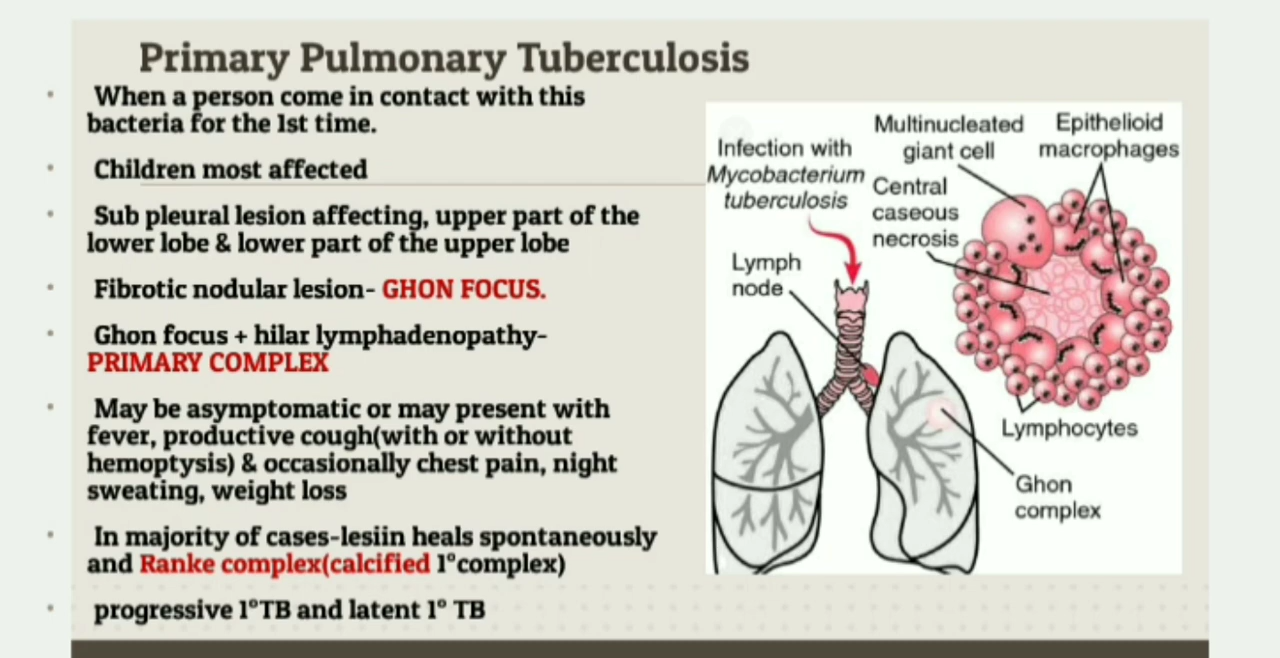 Primary Pulmonary Tuberculosis
• When a person come in contact with this
bacteria for the 1st time.
• Children most affected
• Sub pleural lesion affecting, upper part of the
lower lobe & lower part of the upper lobe
• Fibrotic nodular lesion- GHON FOCUS.
• Ghon focus + hilar lymphadenopathy-
PRIMARY COMPLEX
• May be asymptomatic or may present with
fever, productive cough(with or without
hemoptysis) & occasionally chest pain, night
sweating, weight loss
• In majority of cases-lesiin heals spontaneously
and Ranke complex(calcified 1°complex)
• progressive 1°TB and latent 1° TB
Infection with
Mycobacterium
tuberculosis
Multinucleated
giant cell
Epithelioid
macrophages
Central
caseous
necrosis
Lymph
node
Lymphocytes
Ghon
complex